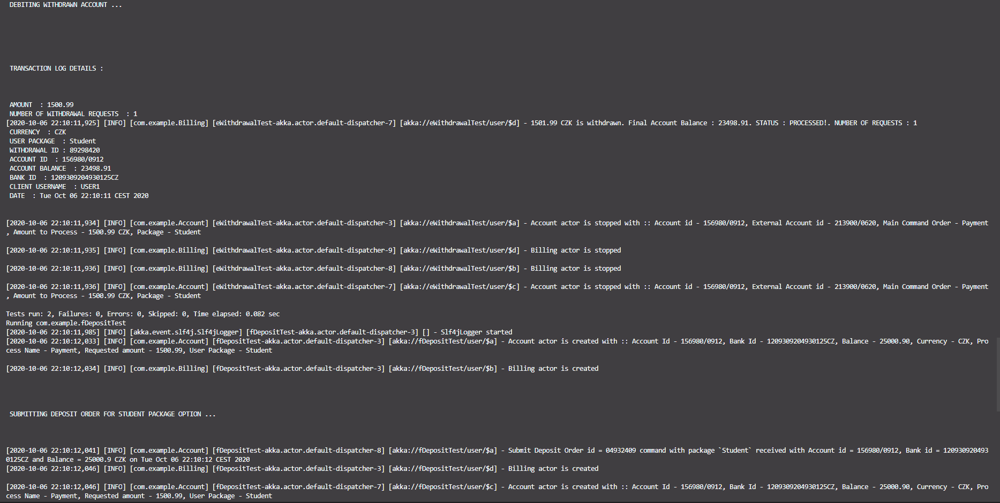 DEBITING WITHDRAWN ACCOUNT ...
TRANSACTION LOG DETAILS :
AMOUNT  : 1500.99
NUMBER OF WITHDRAWAL REQUESTS  : 1
[2020-10-06 22:10:11,925] [INFO] [com.example.Billing] [eWithdrawalTest-akka.actor.default-dispatcher-7] [akka://eWithdrawalTest/user/$d] - 1501.99 CZK is withdrawn. Final Account Balance : 23498.91. STATUS : PROCESSED!. NUMBER OF REQUESTS : 1
CURRENCY  : CZK
USER PACKAGE  : Student
WITHDRAWAL ID : 89298420
ACCOUNT ID  : 156980/0912
ACCOUNT BALANCE  : 23498.91
BANK ID  : 1209309204930125CZ
CLIENT USERNAME  : USER1
DATE  : Tue Oct 06 22:10:11 CEST 2020
[2020-10-06 22:10:11,934] [INFO] [com.example.Account] [eWithdrawalTest-akka.actor.default-dispatcher-3] [akka://eWithdrawalTest/user/$a] - Account actor is stopped with :: Account id - 156980/0912, External Account id - 213900/0620, Main Command Order - Payment
, Amount to Process - 1500.99 CZK, Package - Student
[2020-10-06 22:10:11,935] [INFO] [com.example.Billing] [eWithdrawalTest-akka.actor.default-dispatcher-9] [akka://eWithdrawalTest/user/$d] - Billing actor is stopped
[2020-10-06 22:10:11,936] [INFO] [com.example.Billing] [eWithdrawalTest-akka.actor.default-dispatcher-8] [akka://eWithdrawalTest/user/$b] - Billing actor is stopped
[2020-10-06 22:10:11,936] [INFO] [com.example.Account] [eWithdrawalTest-akka.actor.default-dispatcher-7] [akka://eWithdrawalTest/user/$c] - Account actor is stopped with :: Account id - 156980/0912, External Account id - 213900/0620, Main Command Order - Payment
, Amount to Process - 1500.99 CZK, Package - Student
Tests run: 2, Failures: 0, Errors: 0, Skipped: 0, Time elapsed: 0.082 sec
Running com.example.fDepositTest
[2020-10-06 22:10:11,985] [INFO] [akka.event.slf4j.Slf4jLogger] [fDepositTest-akka.actor.default-dispatcher-3] [] - Slf4jLogger started
[2020-10-06 22:10:12,033] [INFO] [com.example.Account] [fDepositTest-akka.actor.default-dispatcher-3] [akka://fDepositTest/user/$a] - Account actor is created with :: Account Id - 156980/0912, Bank Id - 1209309204930125CZ, Balance - 25000.90, Currency - CZK, Pro
cess Name - Payment, Requested amount - 1500.99, User Package - Student
[2020-10-06 22:10:12,034] [INFO] [com.example.Billing] [fDepositTest-akka.actor.default-dispatcher-3] [akka://fDepositTest/user/$b] - Billing actor is created
SUBMITTING DEPOSIT ORDER FOR STUDENT PACKAGE OPTION ...
[2020-10-06 22:10:12,041] [INFO] [com.example.Account] [fDepositTest-akka.actor.default-dispatcher-8] [akka://fDepositTest/user/$a] - Submit Deposit Order id = 04932409 command with package `Student` received with Account id = 156980/0912, Bank id = 120930920493
0125CZ and Balance = 25000.9 CZK on Tue Oct 06 22:10:12 CEST 2020
[2020-10-06 22:10:12,046] [INFO] [com.example.Billing] [fDepositTest-akka.actor.default-dispatcher-3] [akka://fDepositTest/user/$d] - Billing actor is created
[2020-10-06 22:10:12,046] [INFO] [com.example.Account] [fDepositTest-akka.actor.default-dispatcher-7] [akka://fDepositTest/user/$c] - Account actor is created with :: Account Id - 156980/0912, Bank Id - 1209309204930125CZ, Balance - 25000.90, Currency - CZK, Pro
cess Name - Payment, Requested amount - 1500.99, User Package - Student